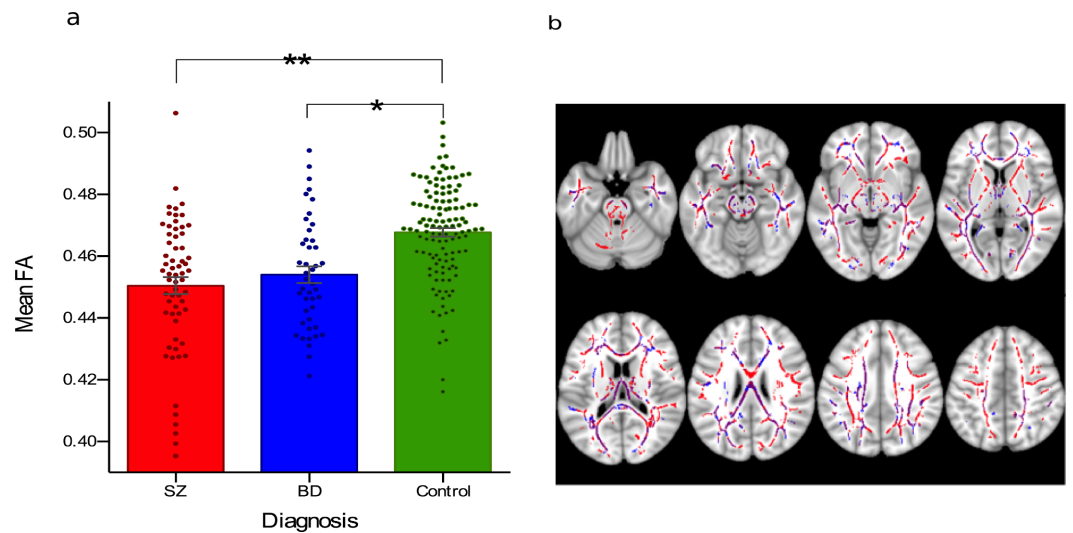 a
b
**
*
0.50
0.48
0.46
0.44
0.42
0.40
Mean FA
SZ
BD
Control
Diagnosis